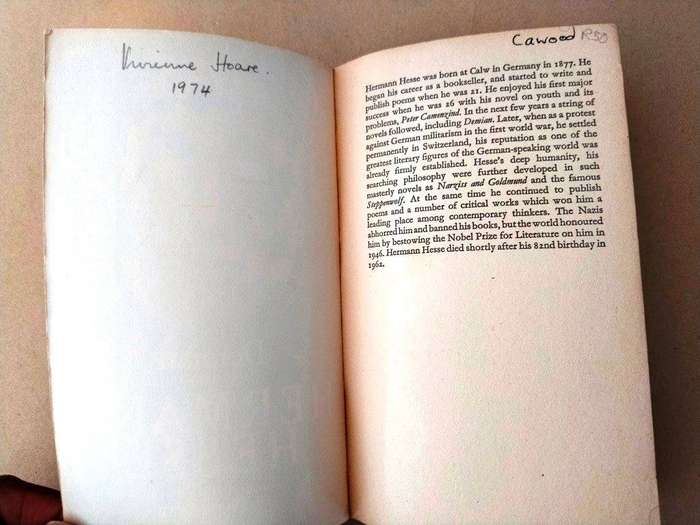 Vivienne Hoare.
1974
Cawood R50
Hermann Hesse was born at Calw in Germany in 1877. He
began his career as a bookseller, and started to write and
publish poems when he was 21. He enjoyed his first major
success when he was 26 with his novel on youth and its
problems, Peter Camenzind. In the next few years a string of
novels followed, including Demian. Later, when as a protest
against German militarism in the first world war, he settled
permanently in Switzerland, his reputation as one of the
greatest literary figures of the German-speaking world was
already firmly established. Hesse's deep humanity, his
searching philosophy were further developed in such
masterly novels as Narziss and Goldmund and the famous
Steppenwolf. At the same time he continued to publish
poems and a number of critical works which won him a
leading place among contemporary thinkers. The Nazis
abhorred him and banned his books, but the world honoured
him by bestowing the Nobel Prize for Literature on him in
1946. Hermann Hesse died shortly after his 82nd birthday in
1962.